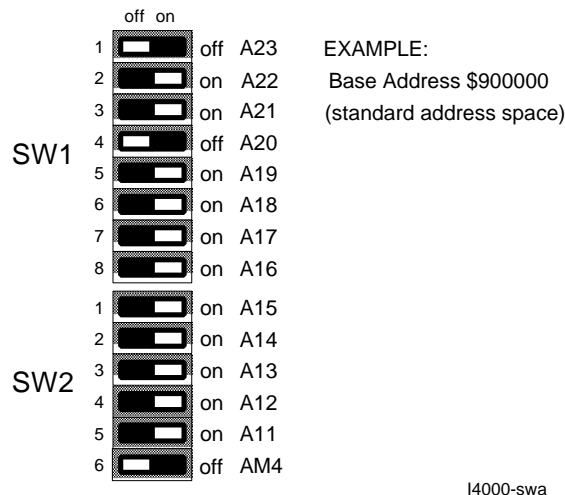 off on
1 off A23 EXAMPLE:
2 on A22 Base Address $900000
3 on A21 (standard address space)
SW1
4 off A20
5 on A19
6 on A18
7 on A17
8 on A16
1 on A15
2 on A14
3 on A13
SW2
4 on A12
5 on A11
6 off AM4
I4000-swa